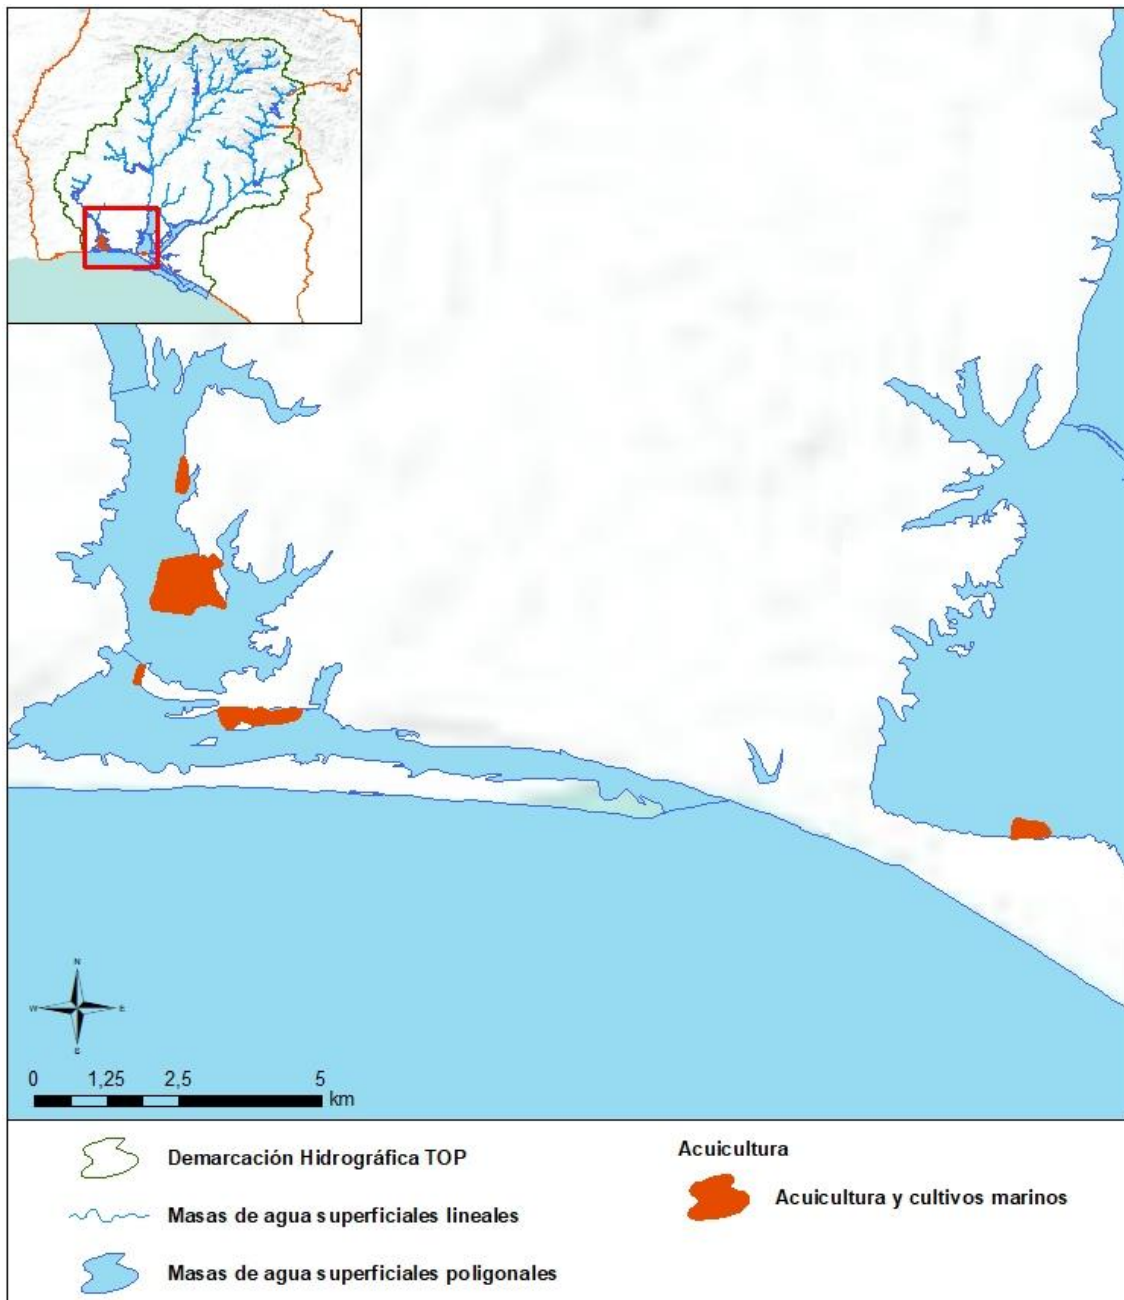 N
W E
S
0 1,25 2,5 5
km
Demarcación Hidrográfica TOP
Masas de agua superficiales lineales
Masas de agua superficiales poligonales
Acuicultura
Acuicultura y cultivos marinos